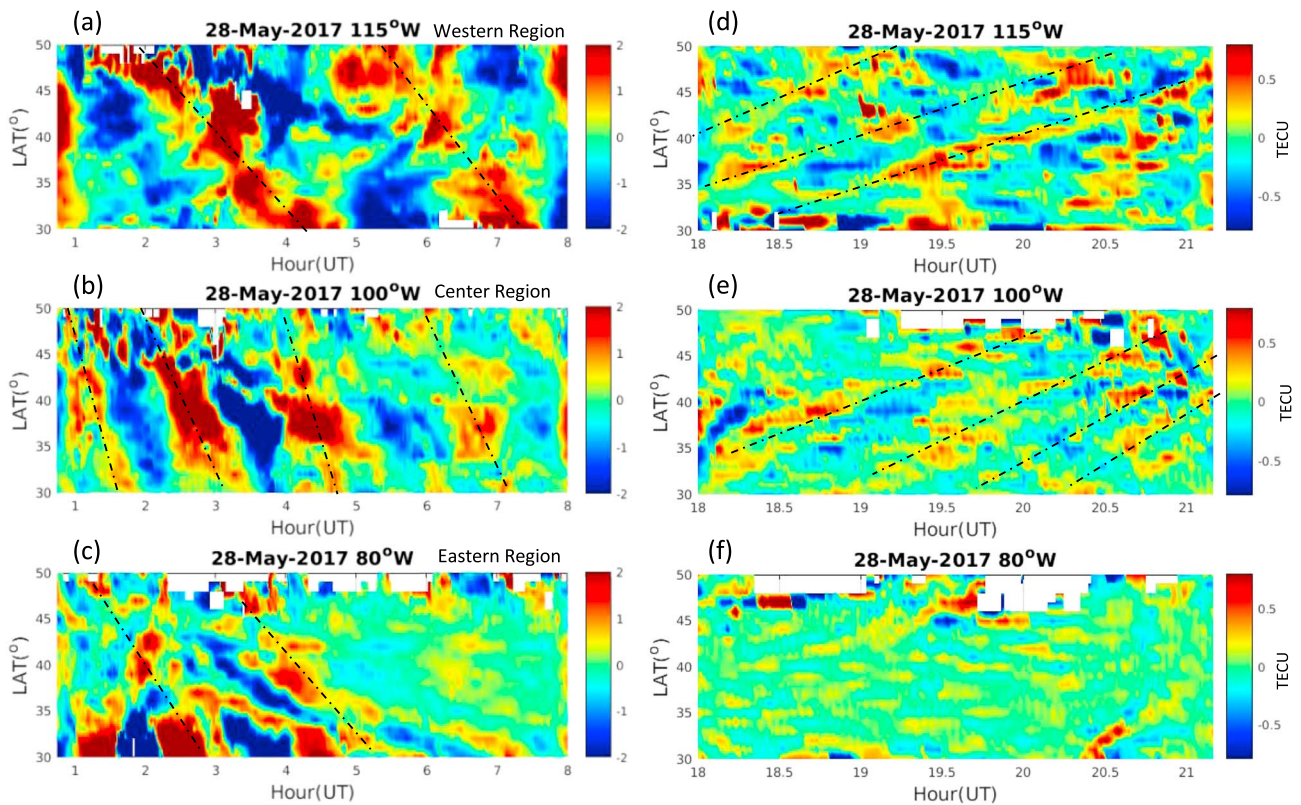 (a)
28-May-2017 115°W Western Region
50
45
40
35
30
LAT(°)
1 2 3 4 5 6 7 8
Hour(UT)
2
1
0
-1
-2
(d)
28-May-2017 115°W
50
45
40
35
30
LAT(°)
18 18.5 19 19.5 20 20.5 21
Hour(UT)
0.5
0
-0.5
TECU
(b)
28-May-2017 100°W Center Region
50
45
40
35
30
LAT(°)
1 2 3 4 5 6 7 8
Hour(UT)
2
1
0
-1
-2
(e)
28-May-2017 100°W
50
45
40
35
30
LAT(°)
18 18.5 19 19.5 20 20.5 21
Hour(UT)
0.5
0
-0.5
TECU
(c)
28-May-2017 80°W Eastern Region
50
45
40
35
30
LAT(°)
1 2 3 4 5 6 7 8
Hour(UT)
2
1
0
-1
-2
(f)
28-May-2017 80°W
50
45
40
35
30
LAT(°)
18 18.5 19 19.5 20 20.5 21
Hour(UT)
0.5
0
-0.5
TECU